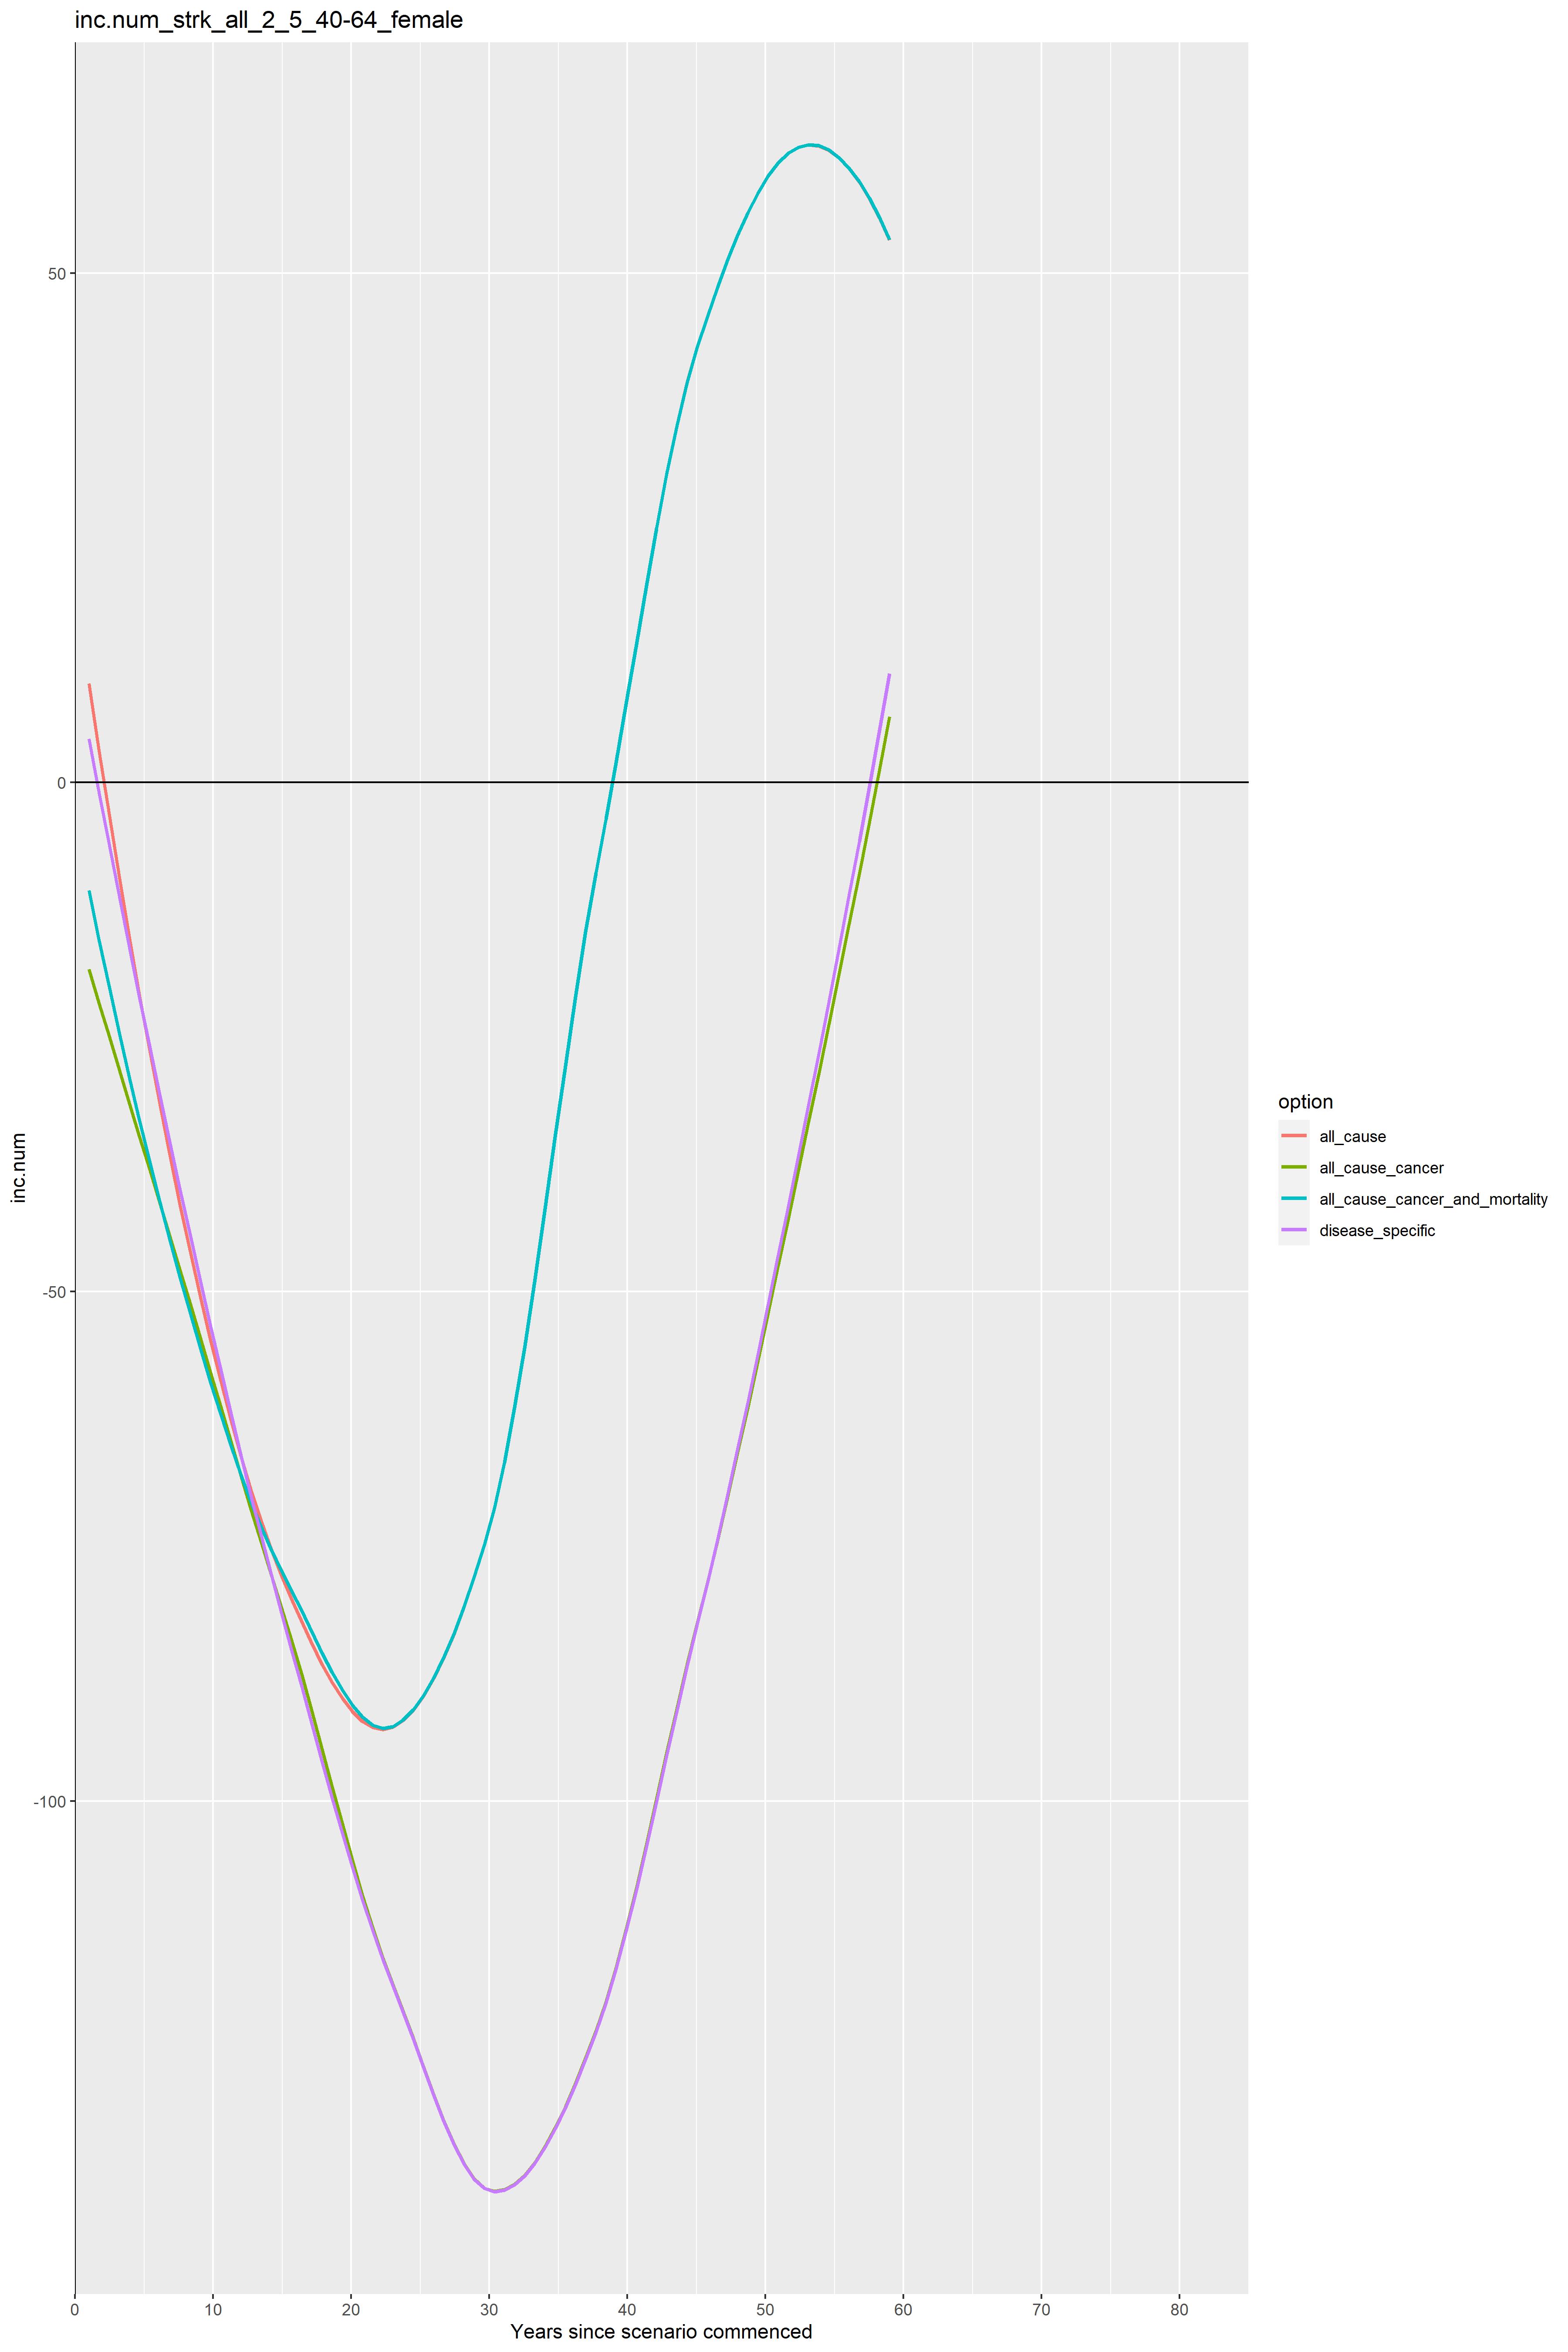 inc.num_strk_all_2_5_40-64_female
50
0
-50
-100
inc.num
0 10 20 30 40 50 60 70 80
Years since scenario commenced
option
all_cause
all_cause_cancer
all_cause_cancer_and_mortality
disease_specific